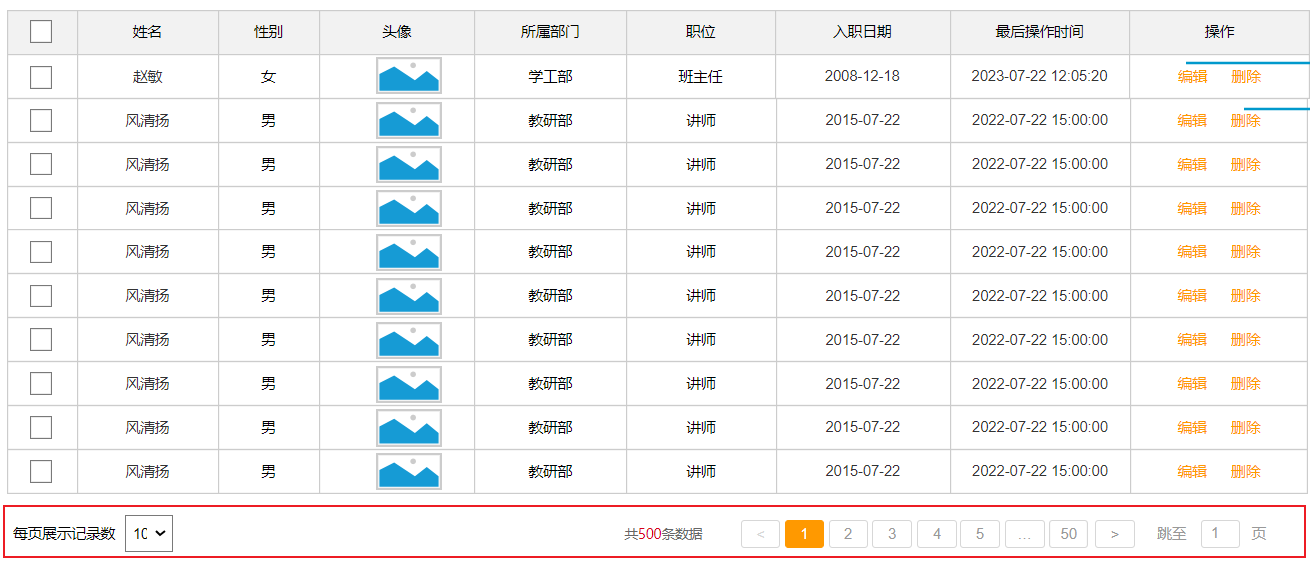 姓名 性别 头像 所属部门 职位 入职日期 最后操作时间 操作
赵敏 女 学工部 班主任 2008-12-18 2023-07-22 12:05:20 编辑 删除
风清扬 男 教研部 讲师 2015-07-22 2022-07-22 15:00:00 编辑 删除
风清扬 男 教研部 讲师 2015-07-22 2022-07-22 15:00:00 编辑 删除
风清扬 男 教研部 讲师 2015-07-22 2022-07-22 15:00:00 编辑 删除
风清扬 男 教研部 讲师 2015-07-22 2022-07-22 15:00:00 编辑 删除
风清扬 男 教研部 讲师 2015-07-22 2022-07-22 15:00:00 编辑 删除
风清扬 男 教研部 讲师 2015-07-22 2022-07-22 15:00:00 编辑 删除
风清扬 男 教研部 讲师 2015-07-22 2022-07-22 15:00:00 编辑 删除
风清扬 男 教研部 讲师 2015-07-22 2022-07-22 15:00:00 编辑 删除
风清扬 男 教研部 讲师 2015-07-22 2022-07-22 15:00:00 编辑 删除
每页展示记录数 10 共500条数据 < 1 2 3 4 5 ... 50 > 跳至 1 页